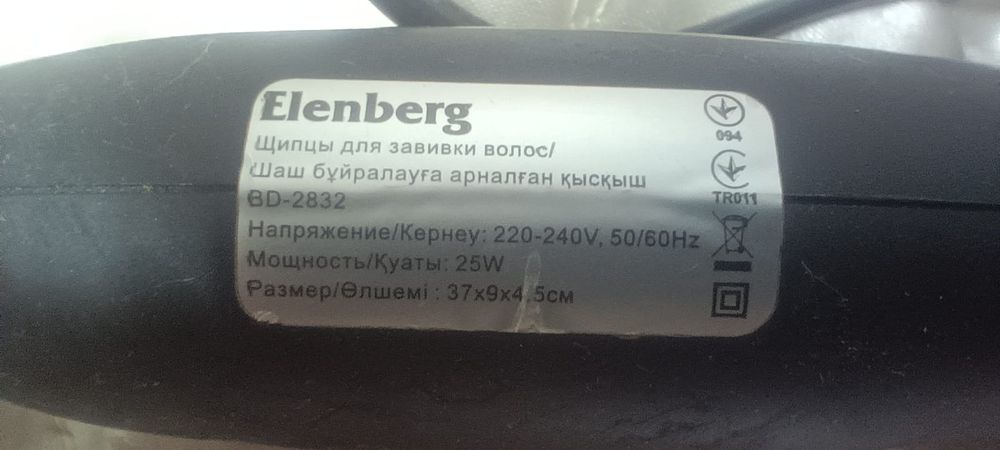 Elenberg
Щипцы для завивки волос/
Шаш бұйралауға арналған қысқыш
BD-2832
Напряжение/Кернеу: 220-240V, 50/60Hz
Мощность/Қуаты: 25W
Размер/Өлшемі : 37x9x4.5см
094
TR011